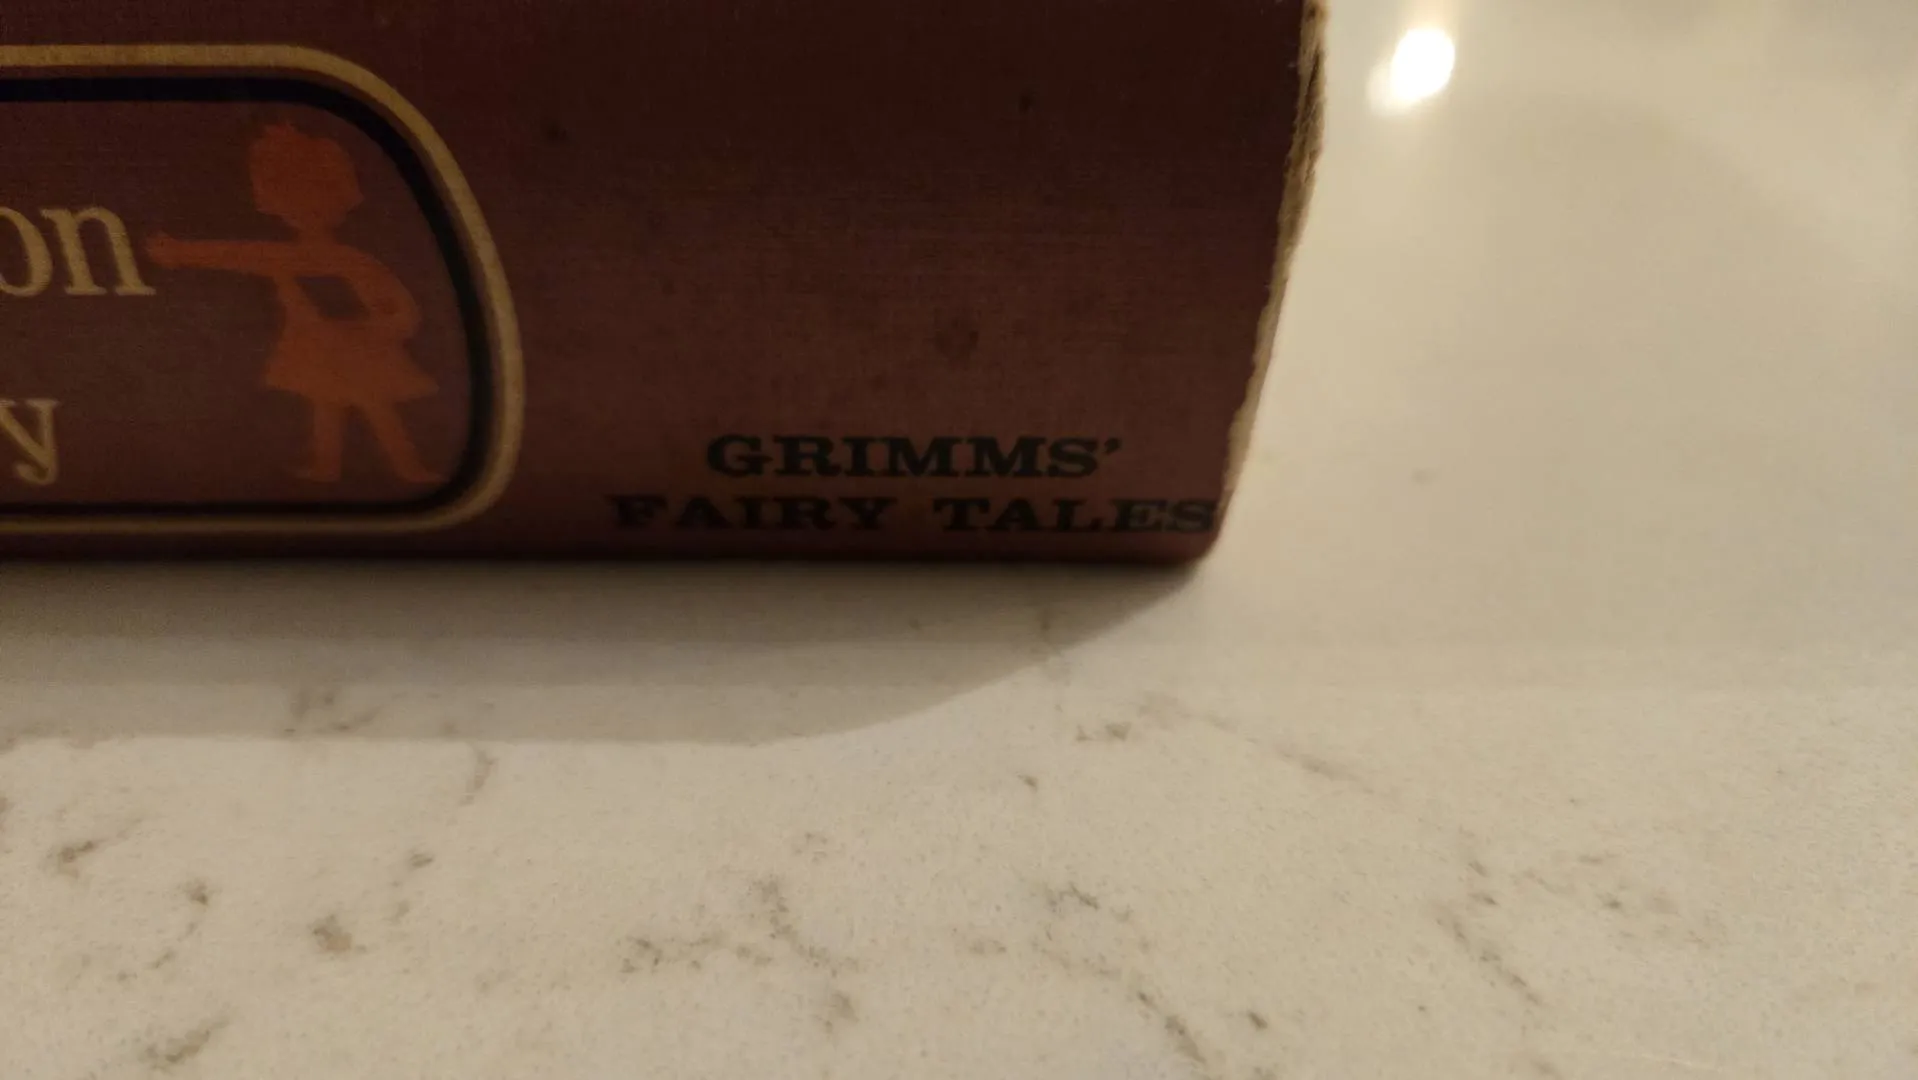 on
y
GRIMMS'
FAIRY TALES